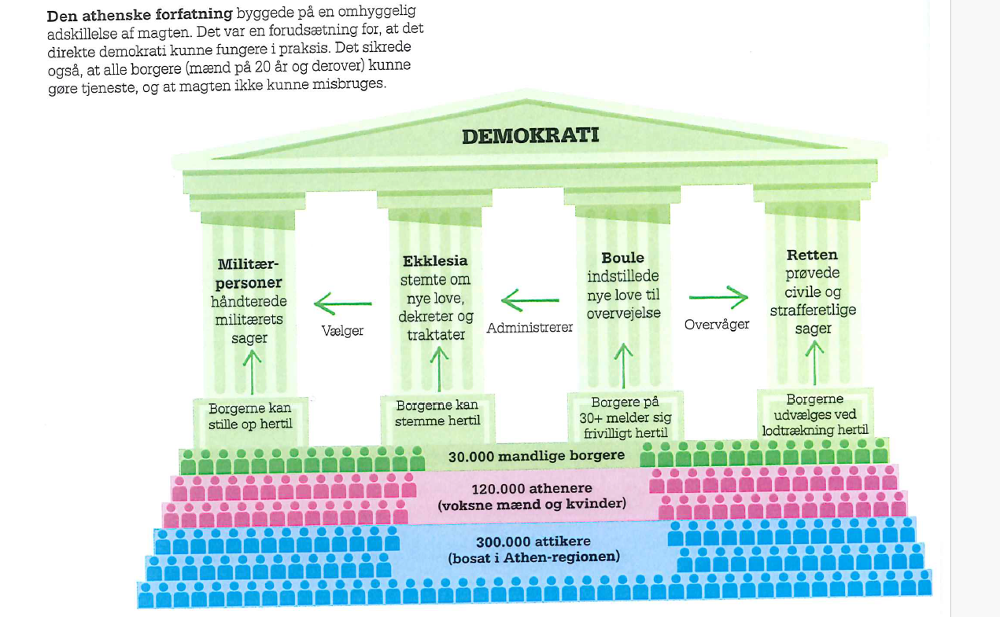 Den athenske forfatning byggede på en omhyggelig
adskillelse af magten. Det var en forudsætning for, at det
direkte demokrati kunne fungere i praksis. Det sikrede
også, at alle borgere (mænd på 20 år og derover) kunne
gøre tjeneste, og at magten ikke kunne misbruges.
DEMOKRATI
Militær-
personer
håndterede
militærets
sager
Vælger
Ekklesia
stemte om
nye love,
dekreter og
traktater
Administrerer
Boule
indstillede
nye love til
overvejelse
Overvåger
Retten
prøvede
civile og
strafferetlige
sager
Borgerne kan
stille op hertil
Borgerne kan
stemme hertil
Borgere på
30+ melder sig
frivilligt hertil
Borgerne
udvælges ved
lodtrækning hertil
30.000 mandlige borgere
120.000 athenere
(voksne mænd og kvinder)
300.000 attikere
(bosat i Athen-regionen)